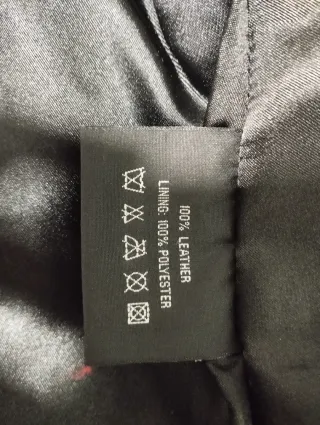 100% LEATHER
LINING: 100% POLYESTER